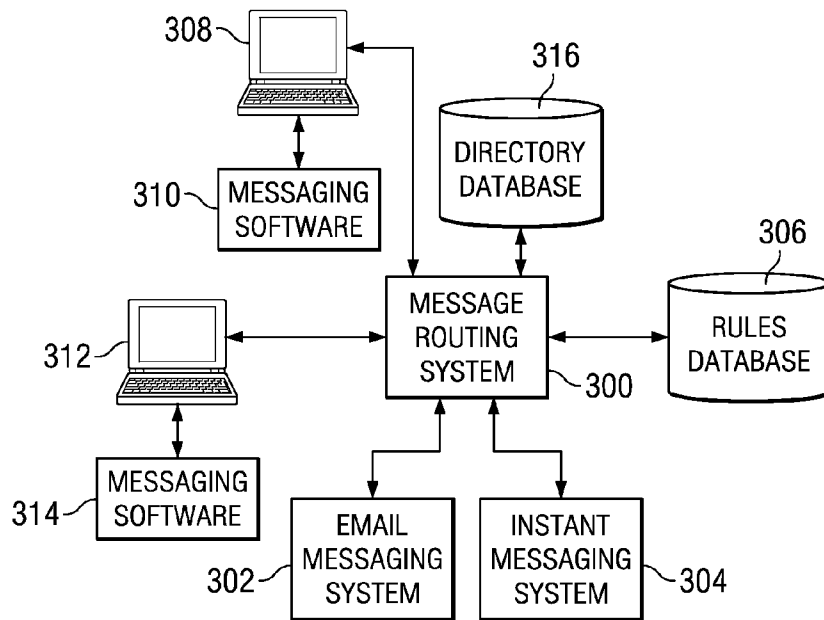 308
316
DIRECTORY
DATABASE
310
MESSAGING
SOFTWARE
306
MESSAGE
ROUTING
SYSTEM
RULES
DATABASE
312
300
314
MESSAGING
SOFTWARE
302
EMAIL
MESSAGING
SYSTEM
INSTANT
MESSAGING
SYSTEM
304